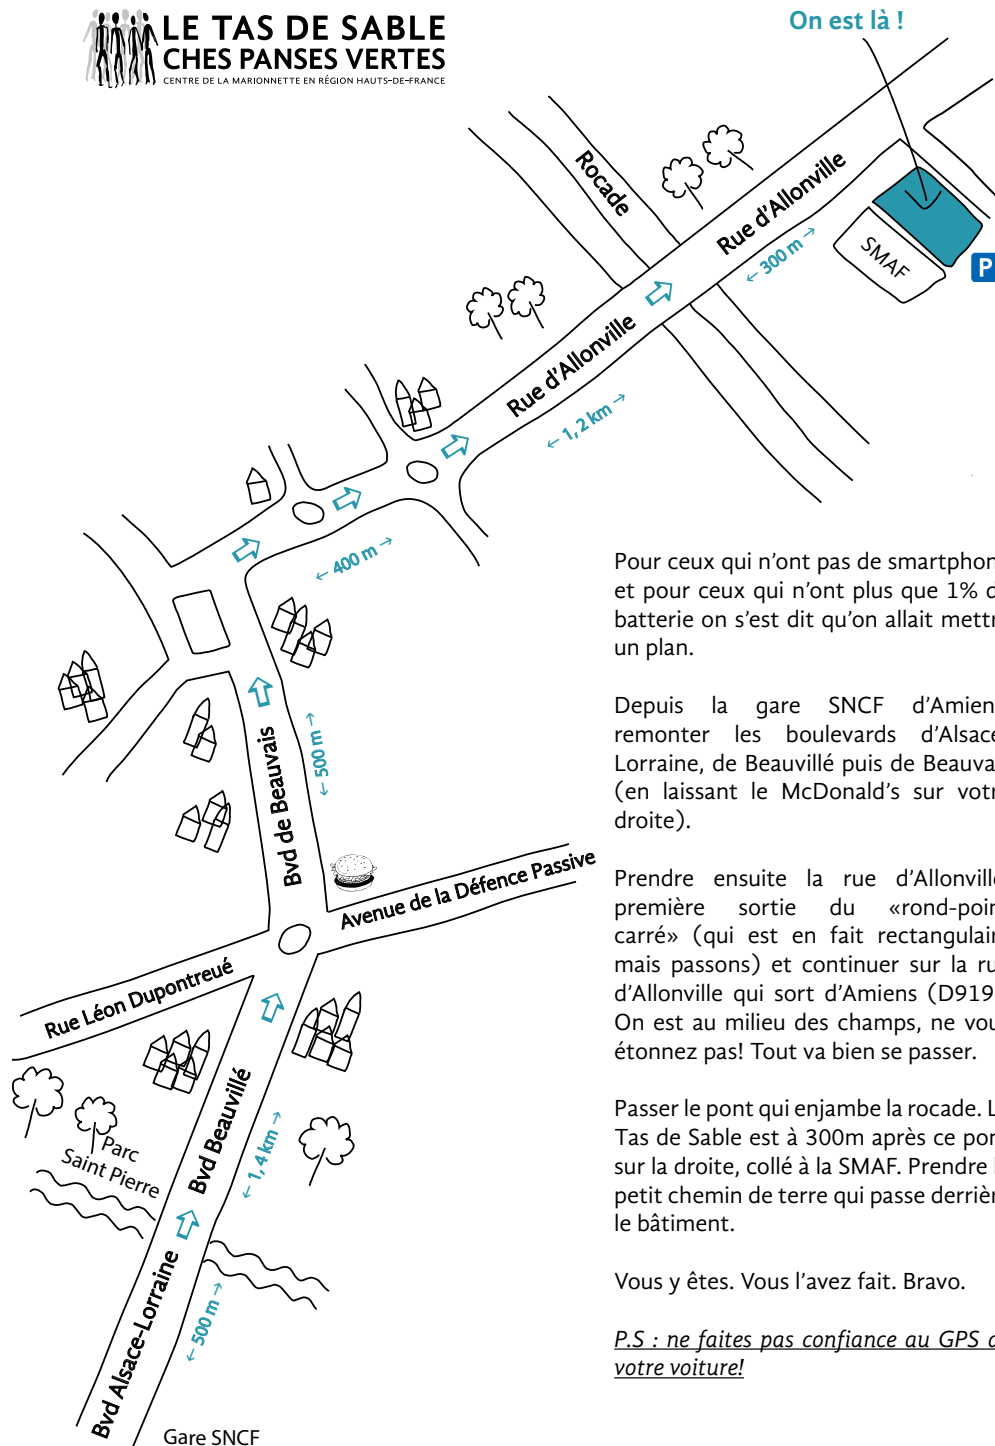 LE TAS DE SABLE
CHES PANSES VERTES
CENTRE DE LA MARIONNETTE EN RÉGION HAUTS-DE-FRANCE
On est là !
Rocade
Rue d'Allonville
← 300 m →
SMAF
P
Rue d'Allonville
← 1, 2 km →
← 400 m →
Bvd de Beauvais
← 500 m →
Avenue de la Défence Passive
Rue Léon Dupontreué
Parc
Saint Pierre
Bvd Beauvillé
← 1, 4 km →
Bvd Alsace-Lorraine
← 500 m →
Gare SNCF
Pour ceux qui n'ont pas de smartphon
et pour ceux qui n'ont plus que 1% d
batterie on s'est dit qu'on allait mettr
un plan.
Depuis la gare SNCF d'Amien
remonter les boulevards d'Alsace
Lorraine, de Beauvillé puis de Beauva
(en laissant le McDonald's sur votr
droite).
Prendre ensuite la rue d'Allonville
première sortie du «rond-poin
carré» (qui est en fait rectangulair
mais passons) et continuer sur la ru
d'Allonville qui sort d'Amiens (D919
On est au milieu des champs, ne vou
étonnez pas! Tout va bien se passer.
Passer le pont qui enjambe la rocade. L
Tas de Sable est à 300m après ce pon
sur la droite, collé à la SMAF. Prendre l
petit chemin de terre qui passe derrièr
le bâtiment.
Vous y êtes. Vous l'avez fait. Bravo.
P.S : ne faites pas confiance au GPS d
votre voiture!